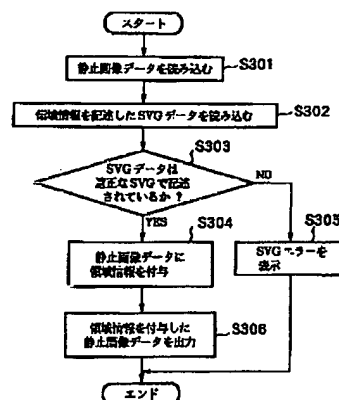 スタート
静止画像データを読み込む
S301
領域情報を記述したSVGデータを読み込む
S302
S303
SVGデータは
適正なSVGで記述
されているか？
NO
YES
S304
静止画像データに
領域情報を付与
S305
SVGエラーを
表示
領域情報を付与した
静止画像データを出力
S306
エンド